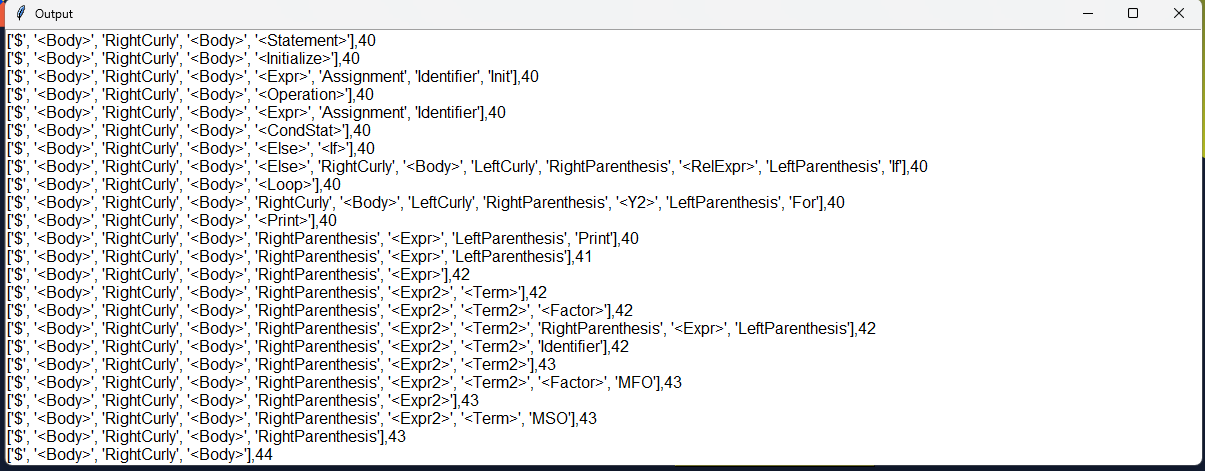 Output
['$', '<Body>', 'RightCurly', '<Body>', '<Statement>'],40
['$', '<Body>', 'RightCurly', '<Body>', '<Initialize>'],40
['$', '<Body>', 'RightCurly', '<Body>', '<Expr>', 'Assignment', 'Identifier', 'Init'],40
['$', '<Body>', 'RightCurly', '<Body>', '<Operation>'],40
['$', '<Body>', 'RightCurly', '<Body>', '<Expr>', 'Assignment', 'Identifier'],40
['$', '<Body>', 'RightCurly', '<Body>', '<CondStat>'],40
['$', '<Body>', 'RightCurly', '<Body>', '<Else>', '<If>'],40
['$', '<Body>', 'RightCurly', '<Body>', '<Else>', 'RightCurly', '<Body>', 'LeftCurly', 'RightParenthesis', '<RelExpr>', 'LeftParenthesis', 'If'],40
['$', '<Body>', 'RightCurly', '<Body>', '<Loop>'],40
['$', '<Body>', 'RightCurly', '<Body>', 'RightCurly', '<Body>', 'LeftCurly', 'RightParenthesis', '<Y2>', 'LeftParenthesis', 'For'],40
['$', '<Body>', 'RightCurly', '<Body>', '<Print>'],40
['$', '<Body>', 'RightCurly', '<Body>', 'RightParenthesis', '<Expr>', 'LeftParenthesis', 'Print'],40
['$', '<Body>', 'RightCurly', '<Body>', 'RightParenthesis', '<Expr>', 'LeftParenthesis'],41
['$', '<Body>', 'RightCurly', '<Body>', 'RightParenthesis', '<Expr>'],42
['$', '<Body>', 'RightCurly', '<Body>', 'RightParenthesis', '<Expr2>', '<Term>'],42
['$', '<Body>', 'RightCurly', '<Body>', 'RightParenthesis', '<Expr2>', '<Term2>', '<Factor>'],42
['$', '<Body>', 'RightCurly', '<Body>', 'RightParenthesis', '<Expr2>', '<Term2>', 'RightParenthesis', '<Expr>', 'LeftParenthesis'],42
['$', '<Body>', 'RightCurly', '<Body>', 'RightParenthesis', '<Expr2>', '<Term2>', 'Identifier'],42
['$', '<Body>', 'RightCurly', '<Body>', 'RightParenthesis', '<Expr2>', '<Term2>'],43
['$', '<Body>', 'RightCurly', '<Body>', 'RightParenthesis', '<Expr2>', '<Term2>', '<Factor>', 'MFO'],43
['$', '<Body>', 'RightCurly', '<Body>', 'RightParenthesis', '<Expr2>'],43
['$', '<Body>', 'RightCurly', '<Body>', 'RightParenthesis', '<Expr2>', '<Term>', 'MSO'],43
['$', '<Body>', 'RightCurly', '<Body>', 'RightParenthesis'],43
['$', '<Body>', 'RightCurly', '<Body>'],44